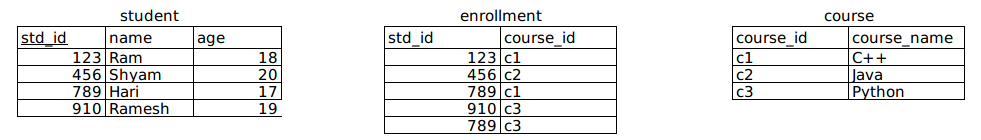 student
std_id name age
123 Ram 18
456 Shyam 20
789 Hari 17
910 Ramesh 19
enrollment
std_id course_id
123 c1
456 c2
789 c1
910 c3
789 c3
course
course_id course_name
c1 C++
c2 Java
c3 Python